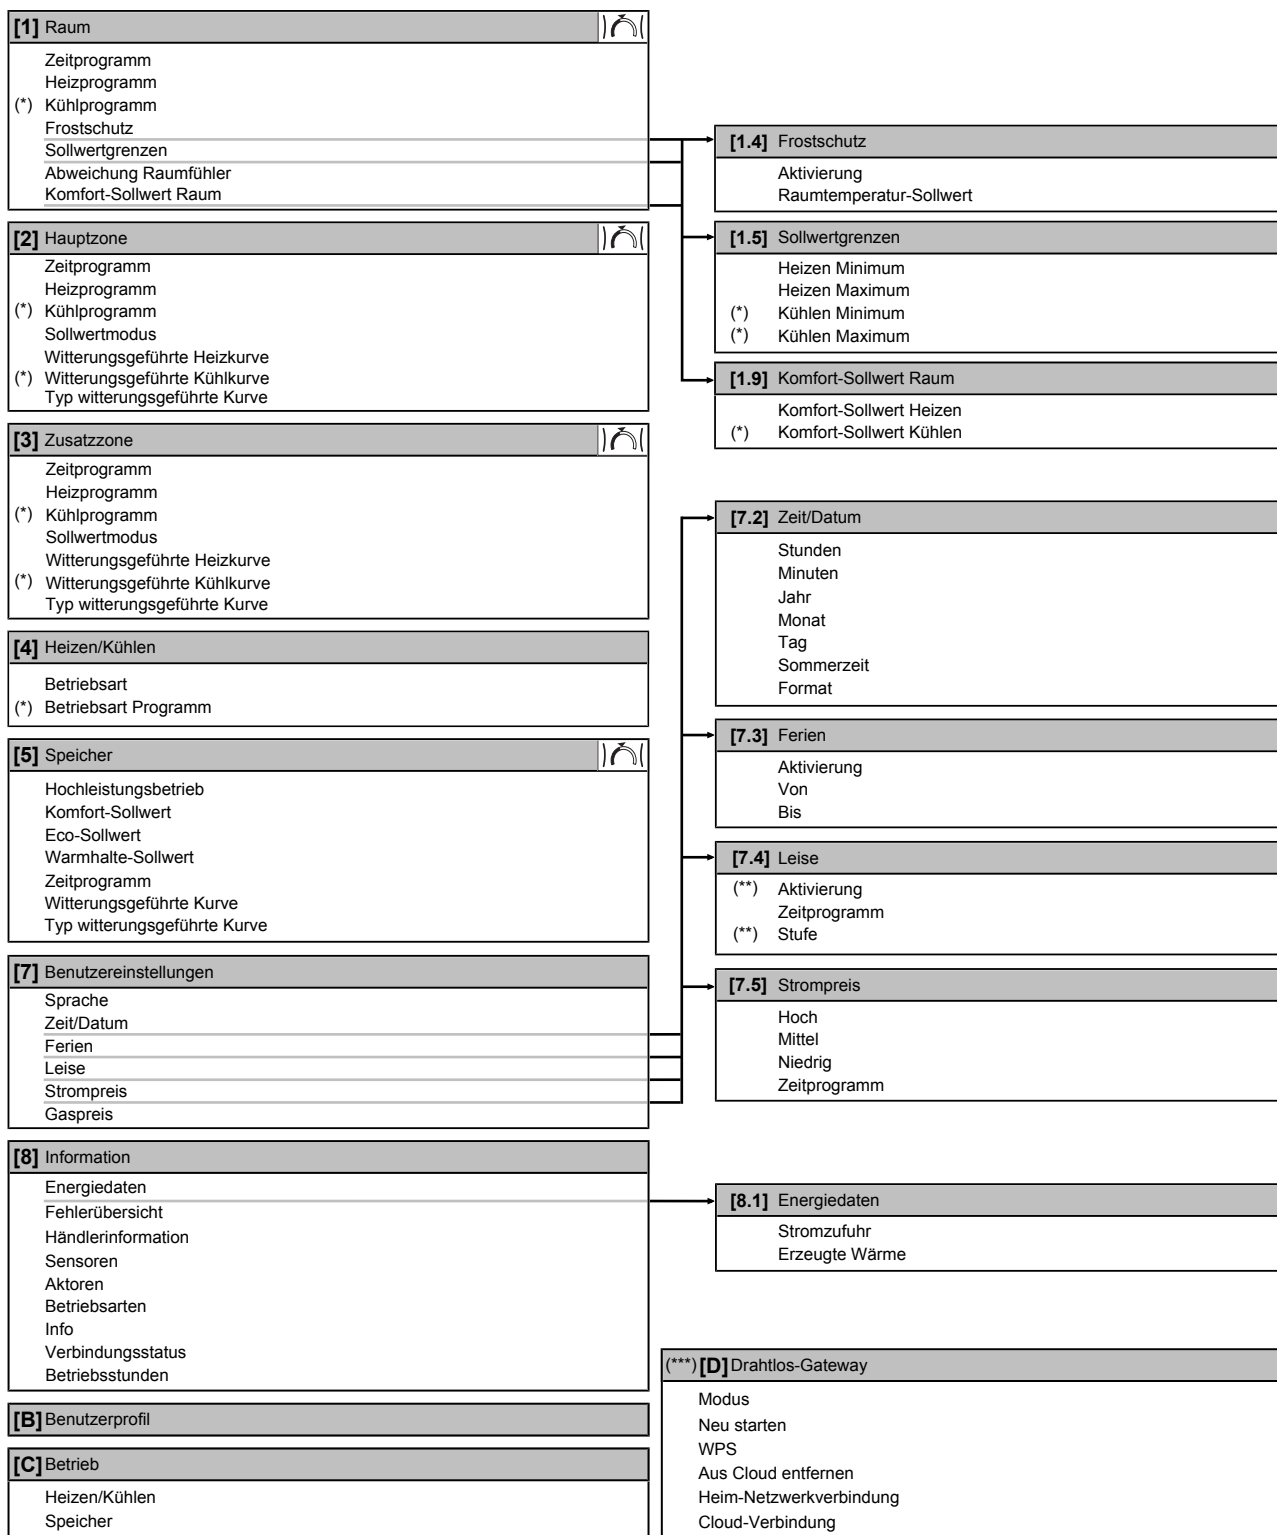 [1] Raum
Zeitprogramm
Heizprogramm
(*) Kühlprogramm
Frostschutz
Sollwertgrenzen
Abweichung Raumfühler
Komfort-Sollwert Raum
[2] Hauptzone
Zeitprogramm
Heizprogramm
(*) Kühlprogramm
Sollwertmodus
Witterungsgeführte Heizkurve
(*) Witterungsgeführte Kühlkurve
Typ witterungsgeführte Kurve
[3] Zusatzzone
Zeitprogramm
Heizprogramm
(*) Kühlprogramm
Sollwertmodus
Witterungsgeführte Heizkurve
(*) Witterungsgeführte Kühlkurve
Typ witterungsgeführte Kurve
[4] Heizen/Kühlen
Betriebsart
(*) Betriebsart Programm
[5] Speicher
Hochleistungsbetrieb
Komfort-Sollwert
Eco-Sollwert
Warmhalte-Sollwert
Zeitprogramm
Witterungsgeführte Kurve
Typ witterungsgeführte Kurve
[7] Benutzereinstellungen
Sprache
Zeit/Datum
Ferien
Leise
Strompreis
Gaspreis
[8] Information
Energiedaten
Fehlerübersicht
Händlerinformation
Sensoren
Aktoren
Betriebsarten
Info
Verbindungsstatus
Betriebsstunden
[B] Benutzerprofil
[C] Betrieb
Heizen/Kühlen
Speicher
[1.4] Frostschutz
Aktivierung
Raumtemperatur-Sollwert
[1.5] Sollwertgrenzen
Heizen Minimum
Heizen Maximum
(*) Kühlen Minimum
(*) Kühlen Maximum
[1.9] Komfort-Sollwert Raum
Komfort-Sollwert Heizen
(*) Komfort-Sollwert Kühlen
[7.2] Zeit/Datum
Stunden
Minuten
Jahr
Monat
Tag
Sommerzeit
Format
[7.3] Ferien
Aktivierung
Von
Bis
[7.4] Leise
(**) Aktivierung
Zeitprogramm
(**) Stufe
[7.5] Strompreis
Hoch
Mittel
Niedrig
Zeitprogramm
[8.1] Energiedaten
Stromzufuhr
Erzeugte Wärme
(***) [D] Drahtlos-Gateway
Modus
Neu starten
WPS
Aus Cloud entfernen
Heim-Netzwerkverbindung
Cloud-Verbindung